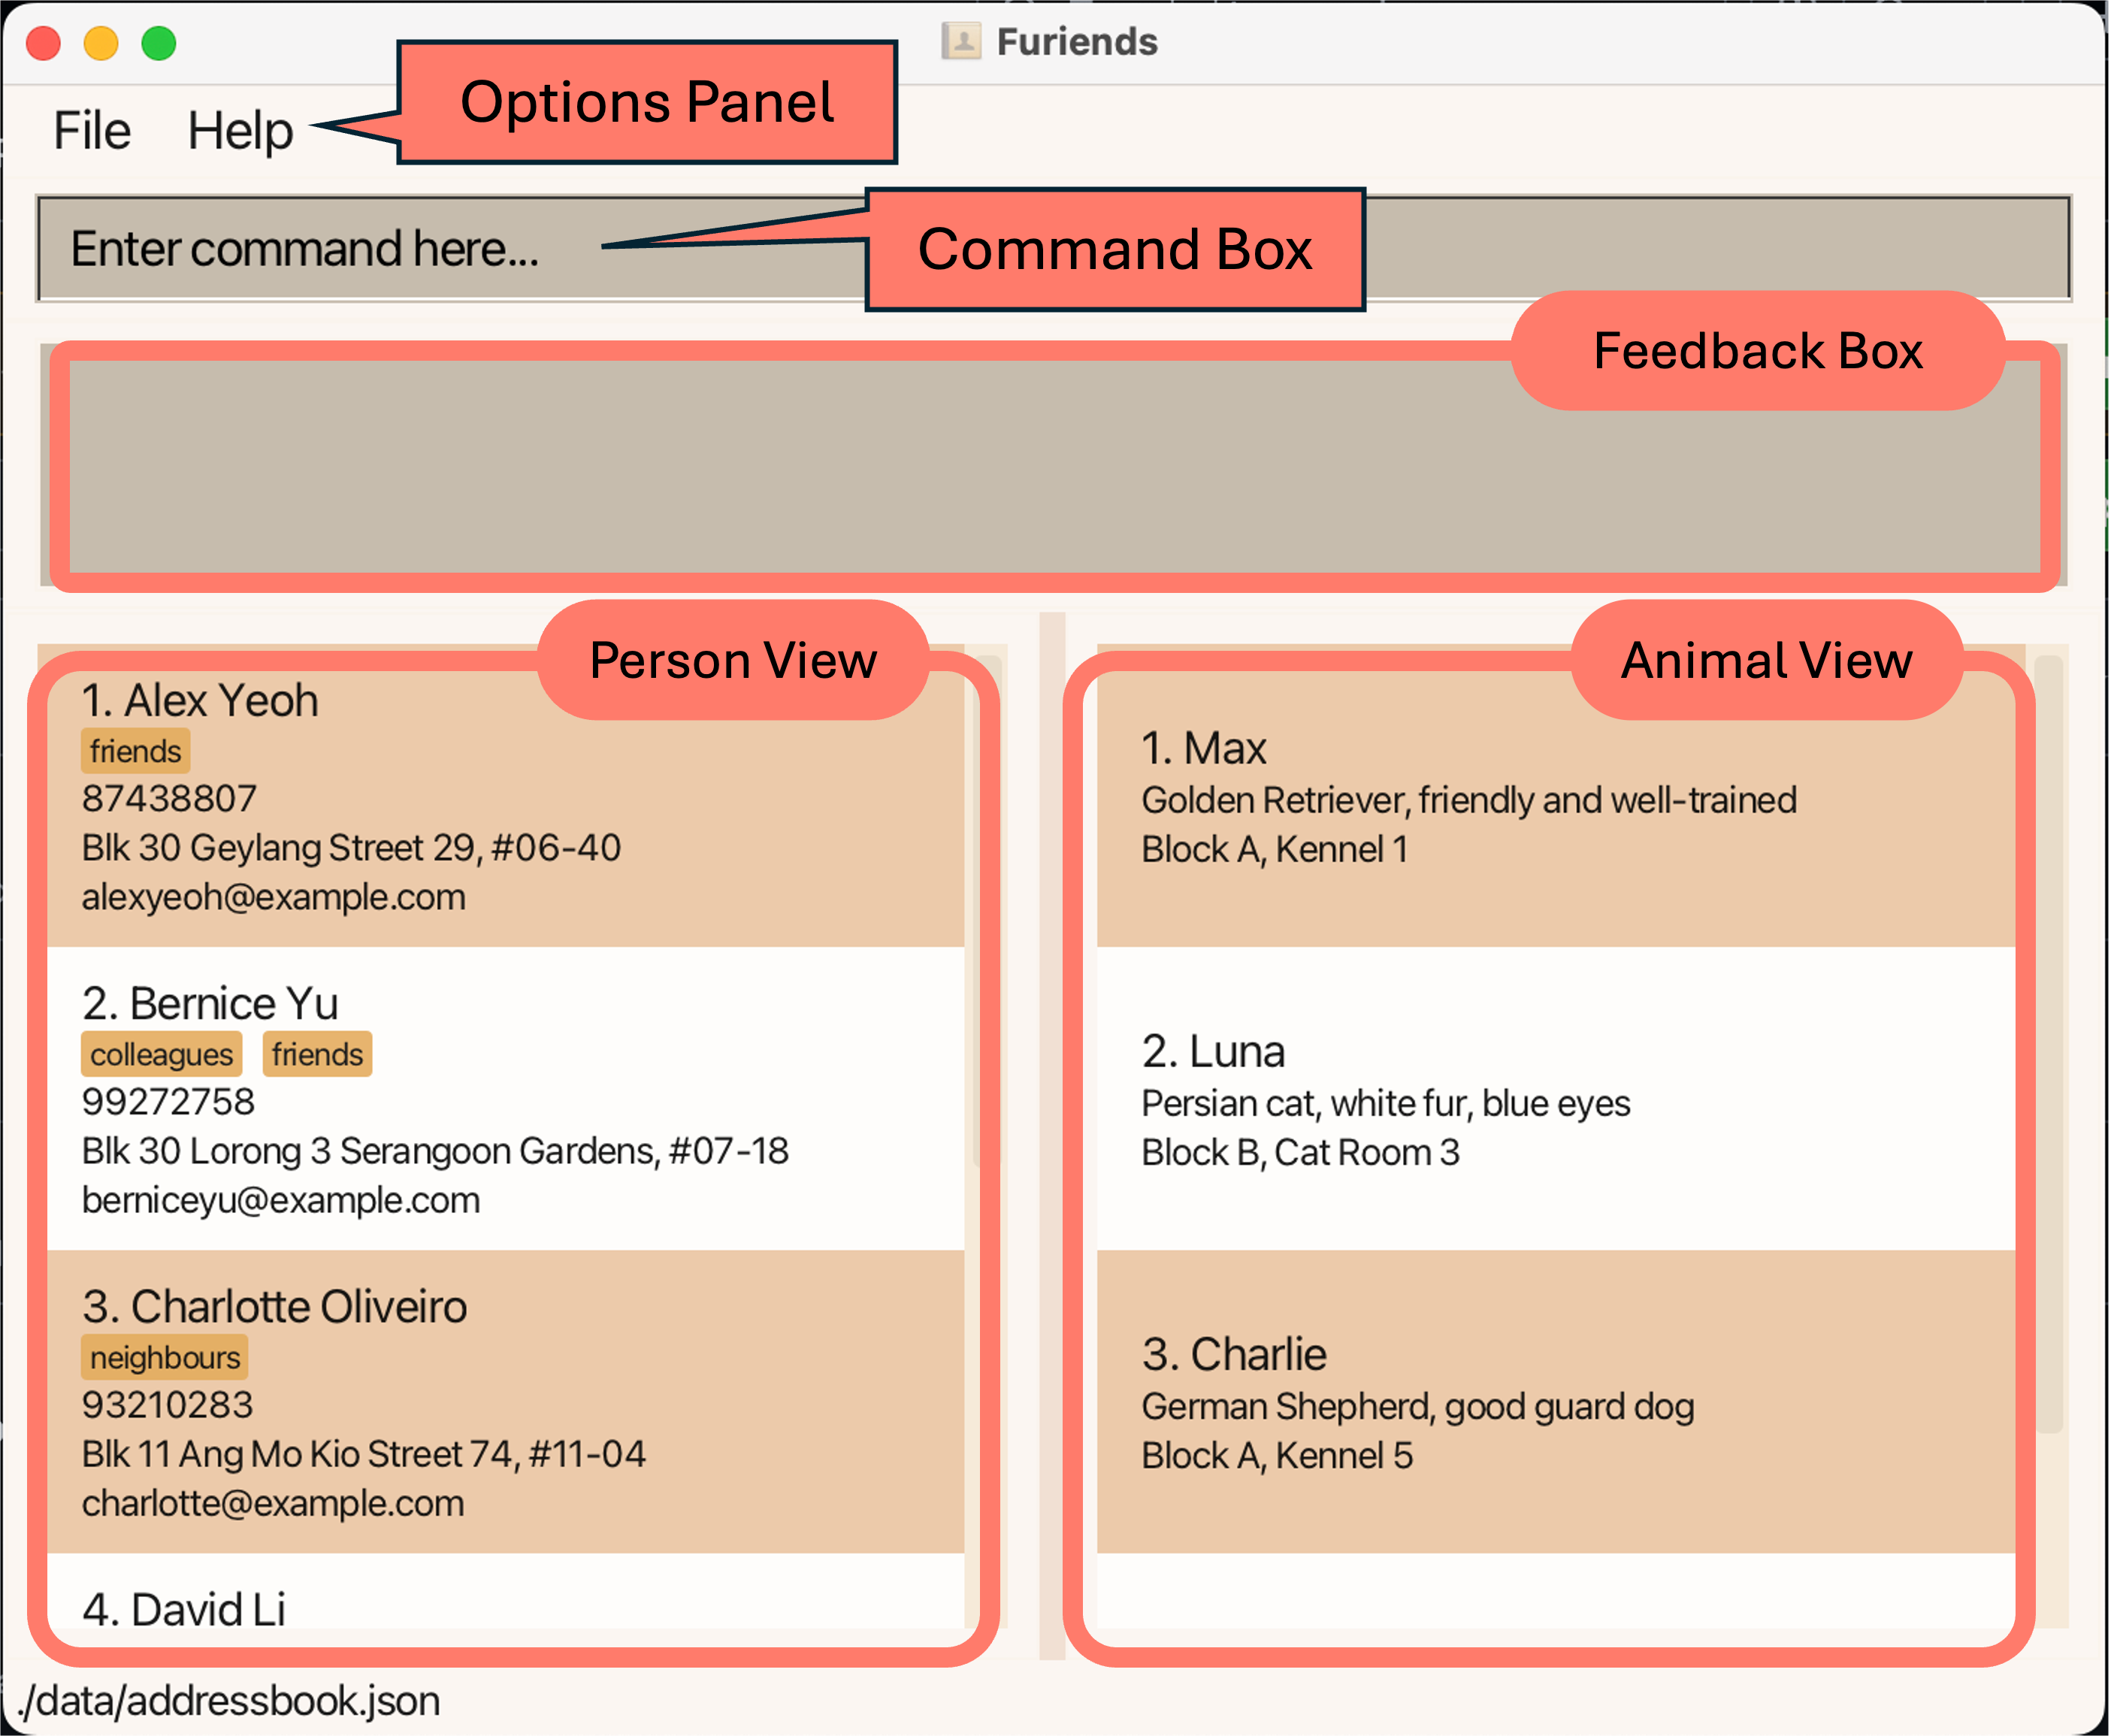 Furiends
File Help
Options Panel
Enter command here...
Command Box
Feedback Box
Person View
1. Alex Yeoh
friends
87438807
Blk 30 Geylang Street 29, #06-40
alexyeoh@example.com
2. Bernice Yu
colleagues friends
99272758
Blk 30 Lorong 3 Serangoon Gardens, #07-18
berniceyu@example.com
3. Charlotte Oliveiro
neighbours
93210283
Blk 11 Ang Mo Kio Street 74, #11-04
charlotte@example.com
4. David Li
Animal View
1. Max
Golden Retriever, friendly and well-trained
Block A, Kennel 1
2. Luna
Persian cat, white fur, blue eyes
Block B, Cat Room 3
3. Charlie
German Shepherd, good guard dog
Block A, Kennel 5
./data/addressbook.json